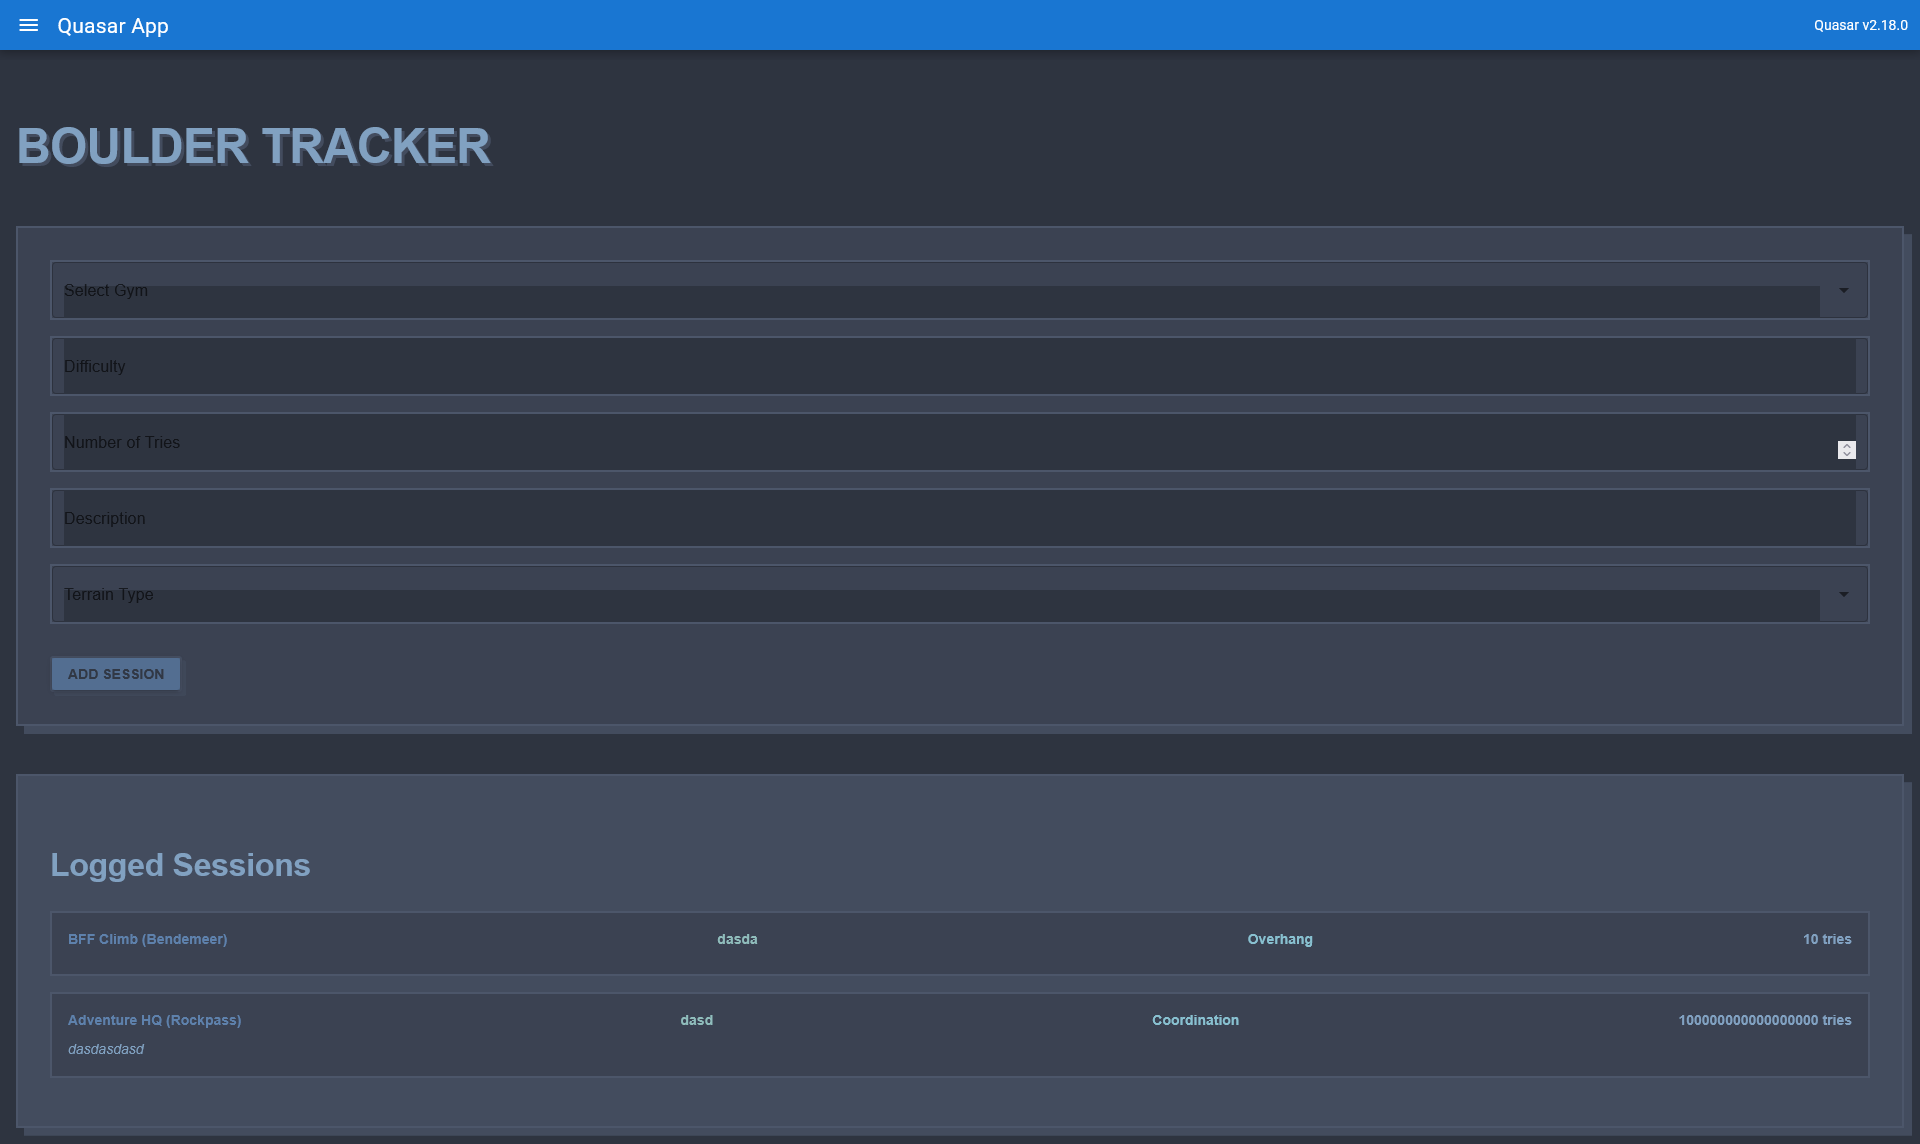 Quasar App
Quasar v2.18.0
BOULDER TRACKER
Select Gym
Difficulty
Number of Tries
Description
Terrain Type
ADD SESSION
Logged Sessions
BFF Climb (Bendemeer) dasda Overhang 10 tries
Adventure HQ (Rockpass) dasd Coordination 100000000000000000 tries
dasdasdasd